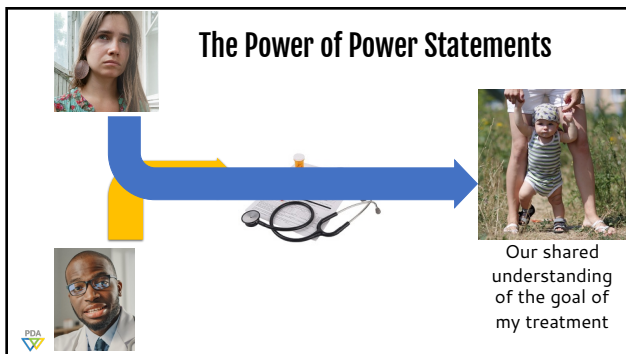 The Power of Power Statements
Our shared
understanding
of the goal of
my treatment
PDA